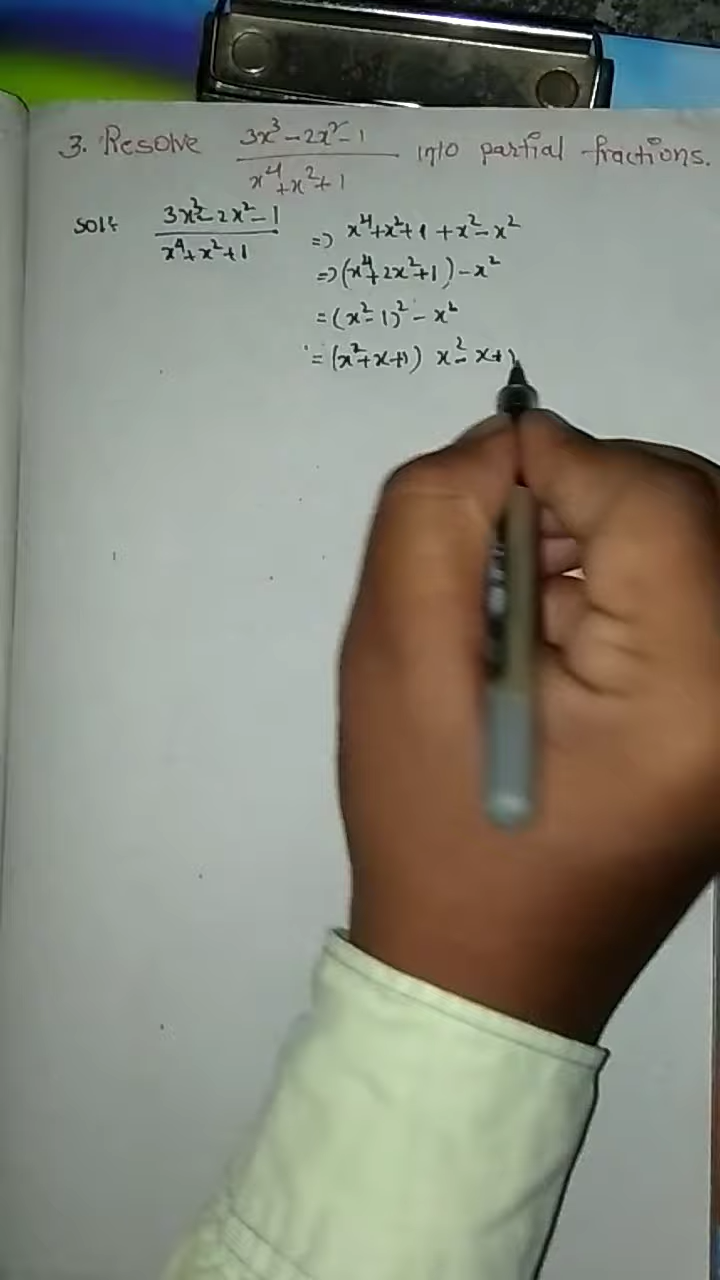 3. Resolve (3x³-2x²-1)/(x⁴+x²+1) into partial fractions.
Sol: (3x²-2x²-1)/(x⁴+x²+1) => x⁴+x²+1+x²-x²
=> (x⁴+2x²+1)-x²
= (x²-1)²-x²
= (x²+x+1) x²-x+1